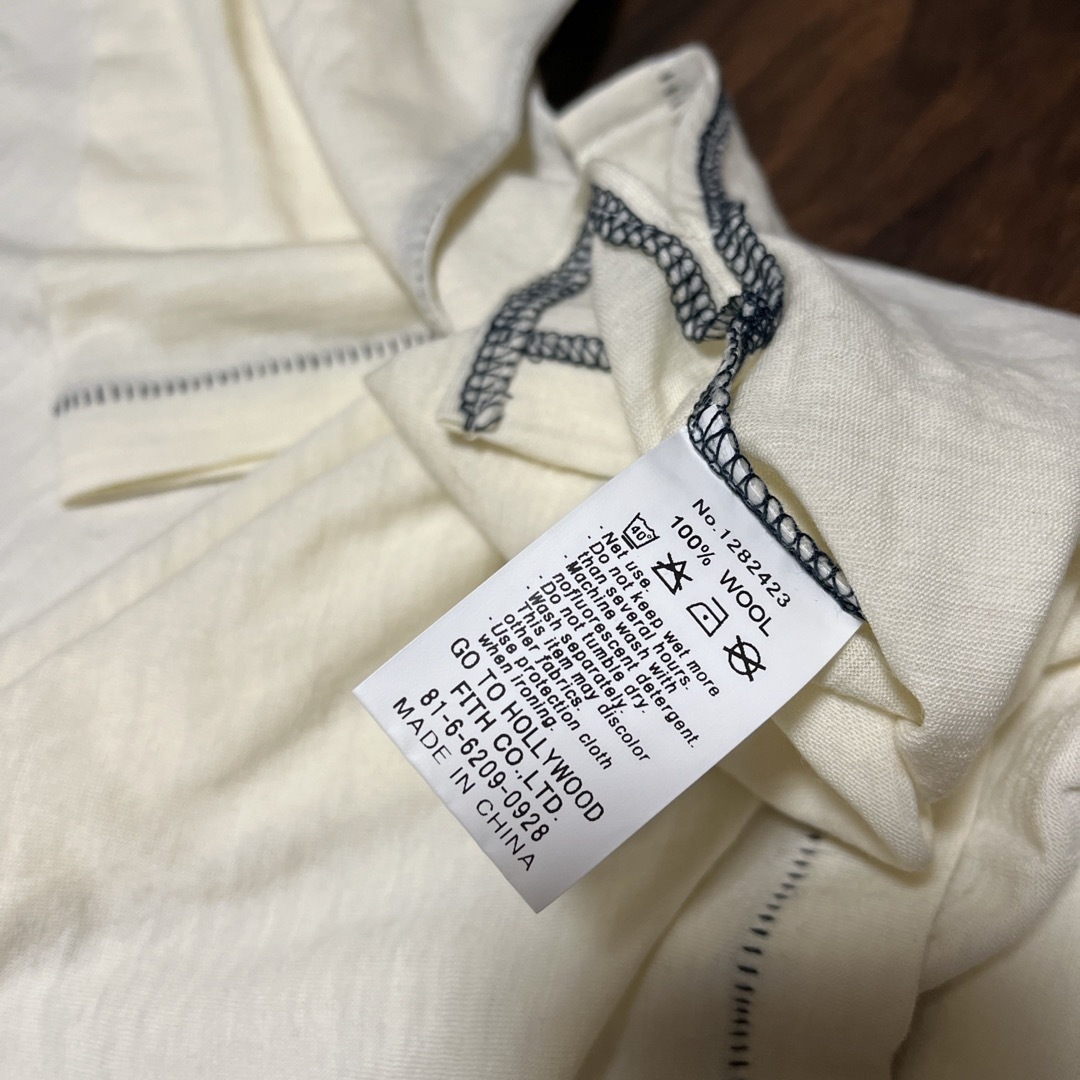 No.1282423
100% WOOL
40°
· Net use.
· Do not keep wet more
than several hours.
· Machine wash with
nofluorescent detergent.
· Do not tumble dry.
· Wash separately.
This item may discolor
other fabrics.
Use protection cloth
when ironing.
GO TO HOLLYWOOD
FITH CO.,LTD.
81-6-6209-0928
MADE IN CHINA